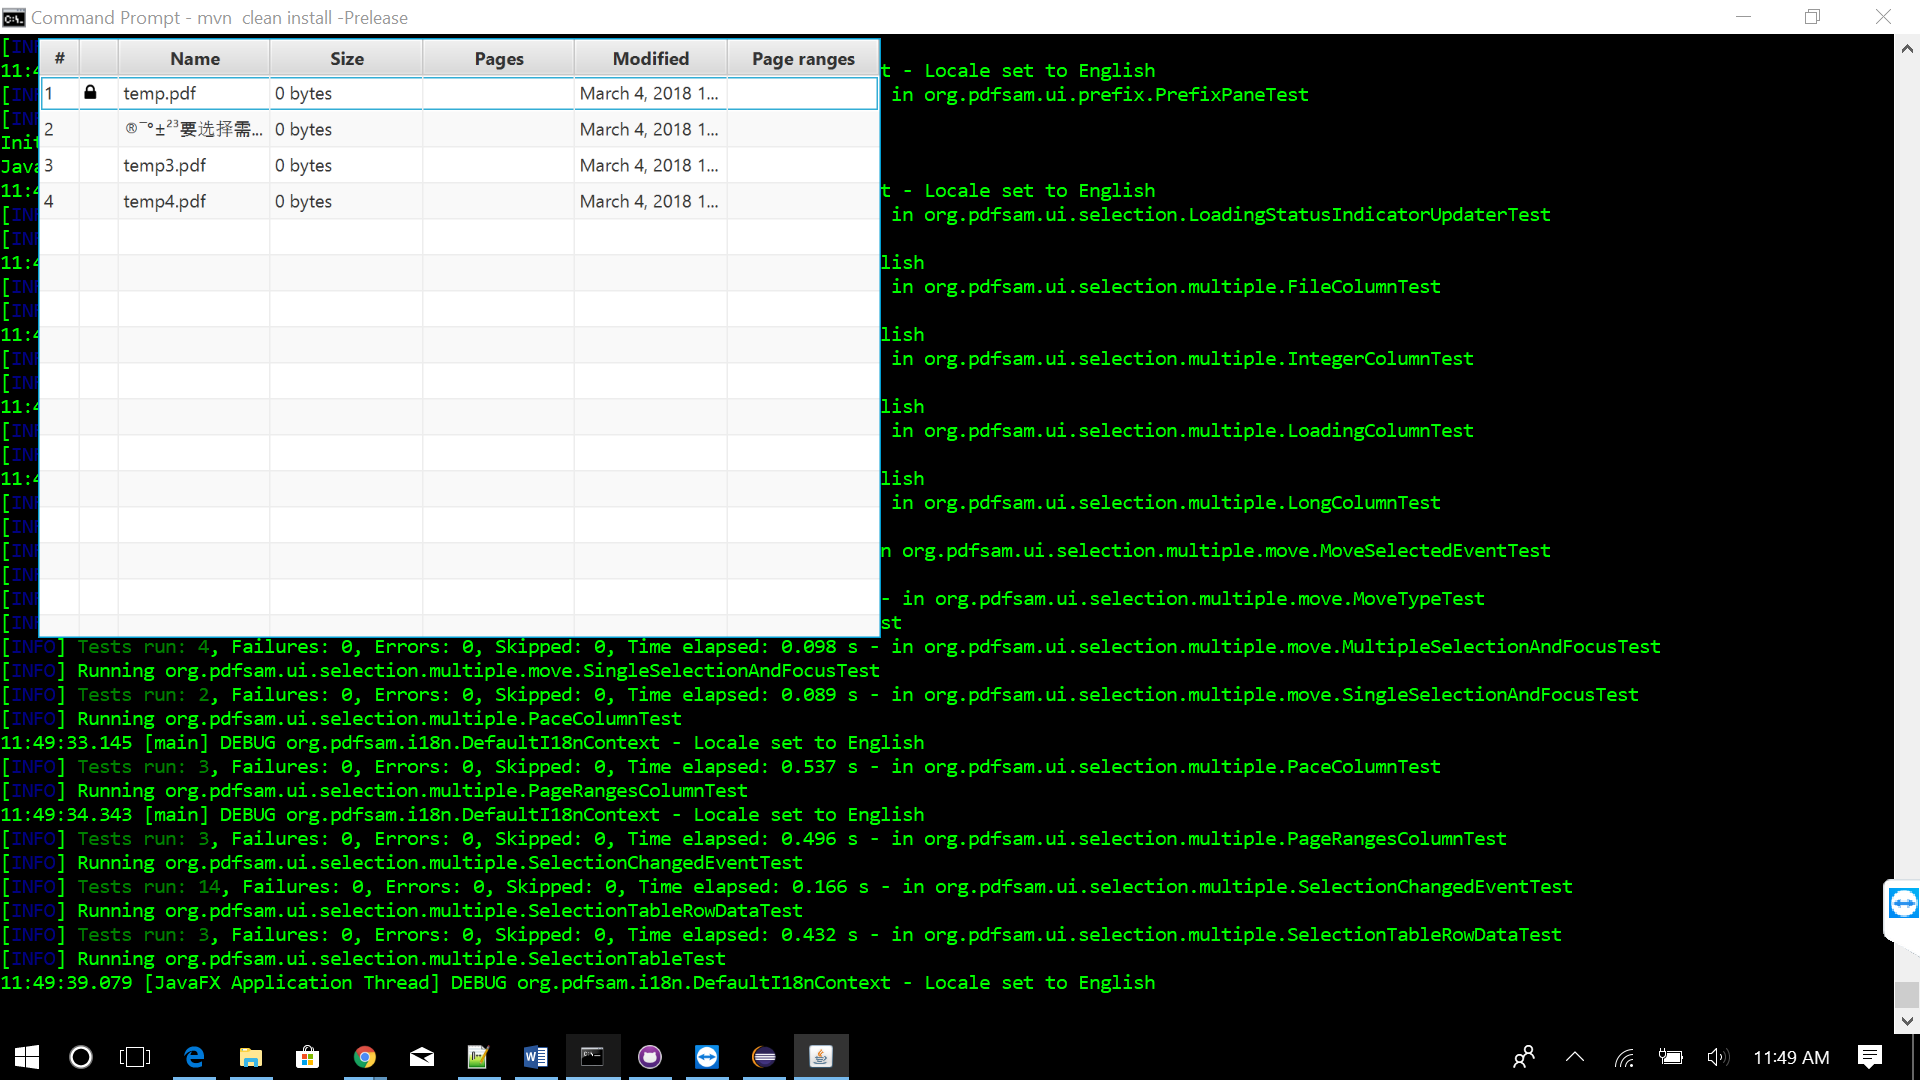 Command Prompt - mvn  clean install -Prelease
# Name Size Pages Modified Page ranges
1 temp.pdf 0 bytes March 4, 2018 1...
2 ®¯°±²³要选择需... 0 bytes March 4, 2018 1...
3 temp3.pdf 0 bytes March 4, 2018 1...
4 temp4.pdf 0 bytes March 4, 2018 1...
[IN
11:4 t - Locale set to English
[IN in org.pdfsam.ui.prefix.PrefixPaneTest
[IN
Init
Java
11:4 t - Locale set to English
[IN in org.pdfsam.ui.selection.LoadingStatusIndicatorUpdaterTest
[IN
11:4 lish
[IN in org.pdfsam.ui.selection.multiple.FileColumnTest
[IN
11:4 lish
[IN in org.pdfsam.ui.selection.multiple.IntegerColumnTest
[IN
11:4 lish
[IN in org.pdfsam.ui.selection.multiple.LoadingColumnTest
[IN
11:4 lish
[IN in org.pdfsam.ui.selection.multiple.LongColumnTest
[IN
[IN n org.pdfsam.ui.selection.multiple.move.MoveSelectedEventTest
[IN
[IN - in org.pdfsam.ui.selection.multiple.move.MoveTypeTest
[IN st
[INFO] Tests run: 4, Failures: 0, Errors: 0, Skipped: 0, Time elapsed: 0.098 s - in org.pdfsam.ui.selection.multiple.move.MultipleSelectionAndFocusTest
[INFO] Running org.pdfsam.ui.selection.multiple.move.SingleSelectionAndFocusTest
[INFO] Tests run: 2, Failures: 0, Errors: 0, Skipped: 0, Time elapsed: 0.089 s - in org.pdfsam.ui.selection.multiple.move.SingleSelectionAndFocusTest
[INFO] Running org.pdfsam.ui.selection.multiple.PaceColumnTest
11:49:33.145 [main] DEBUG org.pdfsam.i18n.DefaultI18nContext - Locale set to English
[INFO] Tests run: 3, Failures: 0, Errors: 0, Skipped: 0, Time elapsed: 0.537 s - in org.pdfsam.ui.selection.multiple.PaceColumnTest
[INFO] Running org.pdfsam.ui.selection.multiple.PageRangesColumnTest
11:49:34.343 [main] DEBUG org.pdfsam.i18n.DefaultI18nContext - Locale set to English
[INFO] Tests run: 3, Failures: 0, Errors: 0, Skipped: 0, Time elapsed: 0.496 s - in org.pdfsam.ui.selection.multiple.PageRangesColumnTest
[INFO] Running org.pdfsam.ui.selection.multiple.SelectionChangedEventTest
[INFO] Tests run: 14, Failures: 0, Errors: 0, Skipped: 0, Time elapsed: 0.166 s - in org.pdfsam.ui.selection.multiple.SelectionChangedEventTest
[INFO] Running org.pdfsam.ui.selection.multiple.SelectionTableRowDataTest
[INFO] Tests run: 3, Failures: 0, Errors: 0, Skipped: 0, Time elapsed: 0.432 s - in org.pdfsam.ui.selection.multiple.SelectionTableRowDataTest
[INFO] Running org.pdfsam.ui.selection.multiple.SelectionTableTest
11:49:39.079 [JavaFX Application Thread] DEBUG org.pdfsam.i18n.DefaultI18nContext - Locale set to English
11:49 AM